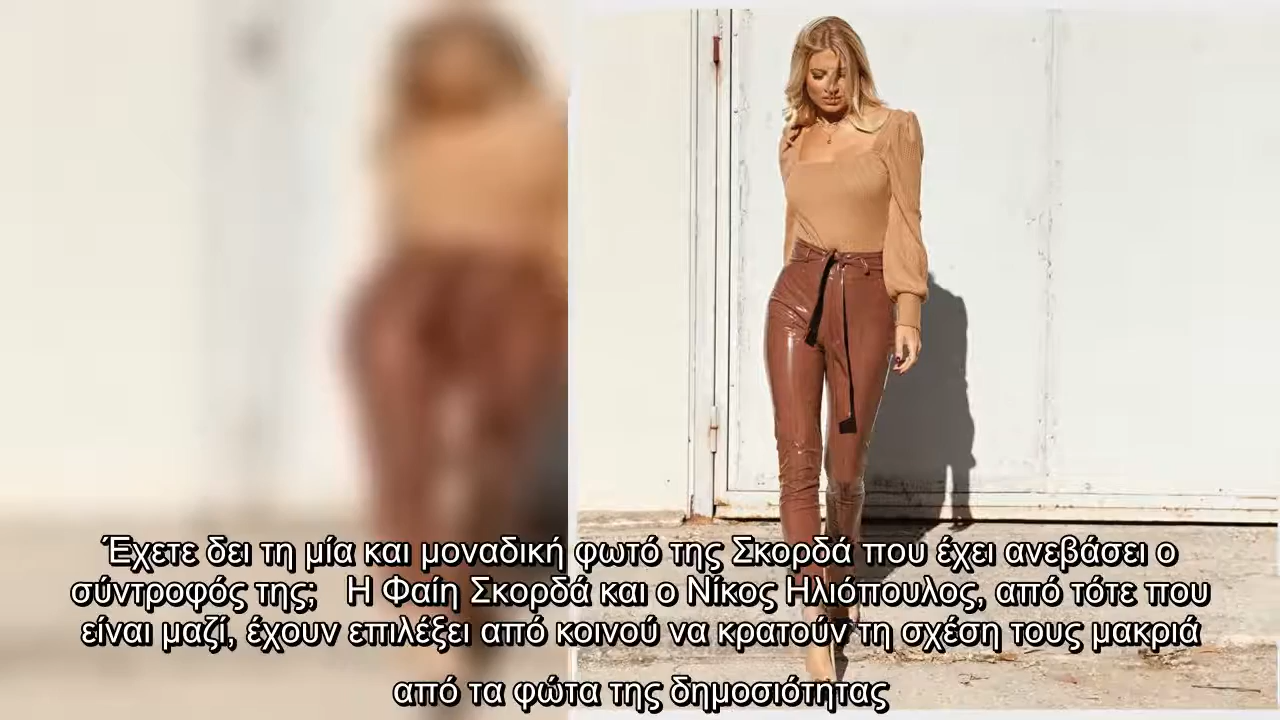 Έχετε δει τη μία και μοναδική φωτό της Σκορδά που έχει ανεβάσει ο
σύντροφός της;   Η Φαίη Σκορδά και ο Νίκος Ηλιόπουλος, από τότε που
είναι μαζί, έχουν επιλέξει από κοινού να κρατούν τη σχέση τους μακριά
από τα φώτα της δημοσιότητας